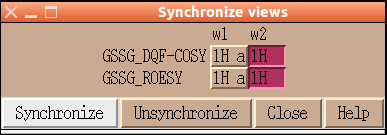 Synchronize views
w1 w2
GSSG_DQF-COSY 1H a 1H
GSSG_ROESY 1H a 1H
Synchronize Unsynchronize Close Help